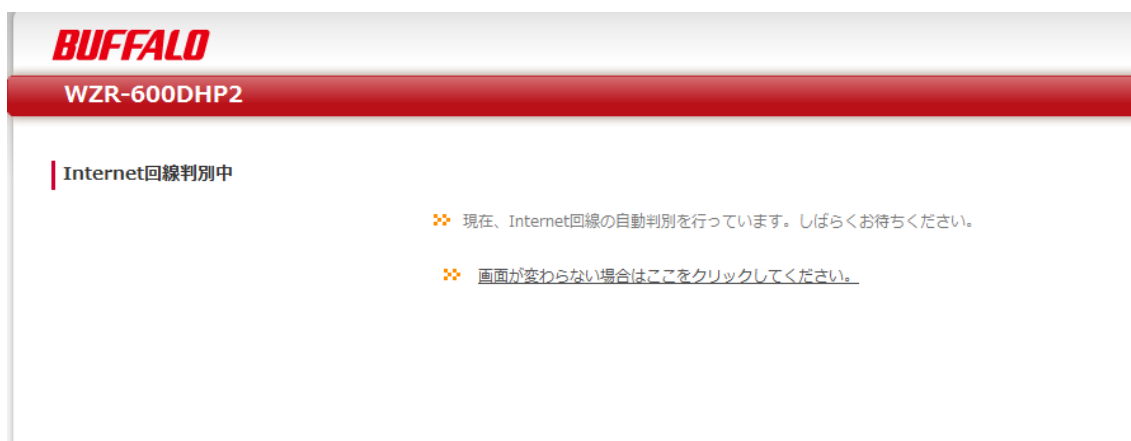 BUFFALO
WZR-600DHP2
Internet回線判別中
現在、Internet回線の自動判別を行っています。しばらくお待ちください。
画面が変わらない場合はここをクリックしてください。